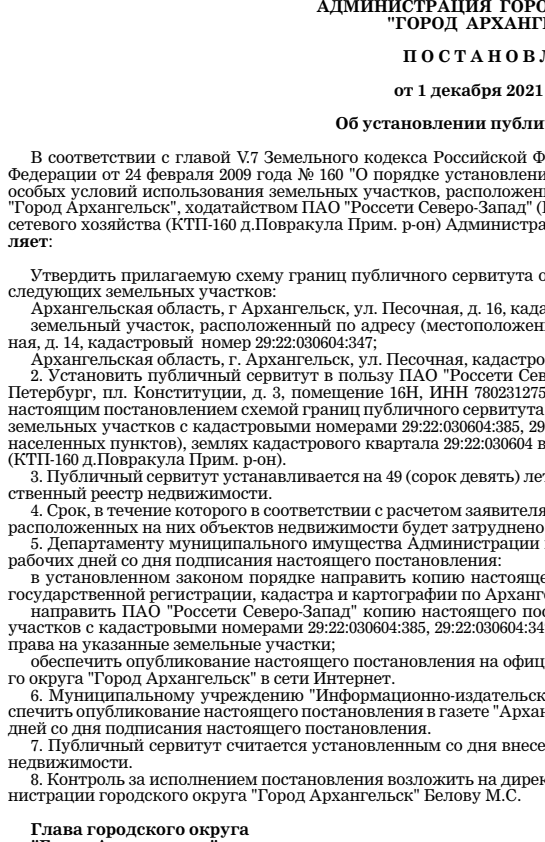 АДМИНИСТРАЦИЯ ГОРО
"ГОРОД АРХАНГЕ
ПОСТАНОВЛ
от 1 декабря 2021
Об установлении публич
В соответствии с главой V.7 Земельного кодекса Российской Ф
Федерации от 24 февраля 2009 года № 160 "О порядке установлени
особых условий использования земельных участков, расположен
"Город Архангельск", ходатайством ПАО "Россети Северо-Запад" (
сетевого хозяйства (КТП-160 д.Повракула Прим. р-он) Администра
ляет:
Утвердить прилагаемую схему границ публичного сервитута о
следующих земельных участков:
Архангельская область, г Архангельск, ул. Песочная, д. 16, када
земельный участок, расположенный по адресу (местоположен
ная, д. 14, кадастровый номер 29:22:030604:347;
Архангельская область, г. Архангельск, ул. Песочная, кадастро
2. Установить публичный сервитут в пользу ПАО "Россети Сев
Петербург, пл. Конституции, д. 3, помещение 16Н, ИНН 780231275
настоящим постановлением схемой границ публичного сервитута
земельных участков с кадастровыми номерами 29:22:030604:385, 29
населенных пунктов), землях кадастрового квартала 29:22:030604 в
(КТП-160 д.Повракула Прим. р-он).
3. Публичный сервитут устанавливается на 49 (сорок девять) лет
ственный реестр недвижимости.
4. Срок, в течение которого в соответствии с расчетом заявителя
расположенных на них объектов недвижимости будет затруднено
5. Департаменту муниципального имущества Администрации
рабочих дней со дня подписания настоящего постановления:
в установленном законом порядке направить копию настояще
государственной регистрации, кадастра и картографии по Арханг
направить ПАО "Россети Северо-Запад" копию настоящего пос
участков с кадастровыми номерами 29:22:030604:385, 29:22:030604:34
права на указанные земельные участки;
обеспечить опубликование настоящего постановления на офиц
го округа "Город Архангельск" в сети Интернет.
6. Муниципальному учреждению "Информационно-издательск
спечить опубликование настоящего постановления в газете "Архан
дней со дня подписания настоящего постановления.
7. Публичный сервитут считается установленным со дня внесе
недвижимости.
8. Контроль за исполнением постановления возложить на дирек
нистрации городского округа "Город Архангельск" Белову М.С.
Глава городского округа